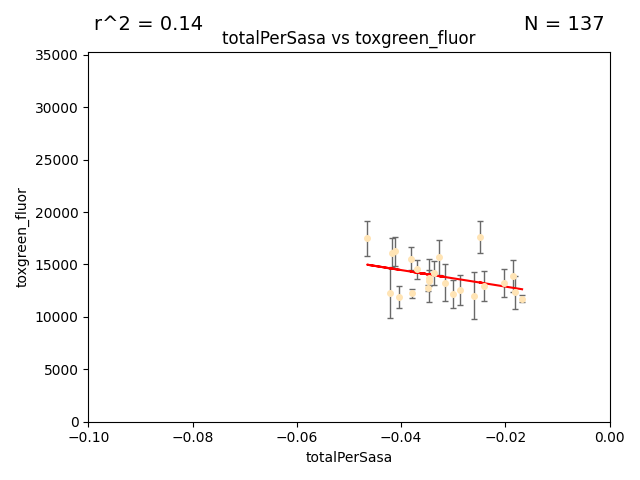 r^2 = 0.14
N = 137
totalPerSasa vs toxgreen_fluor
35000
30000
25000
20000
15000
10000
5000
0
toxgreen_fluor
−0.10
−0.08
−0.06
−0.04
−0.02
0.00
totalPerSasa